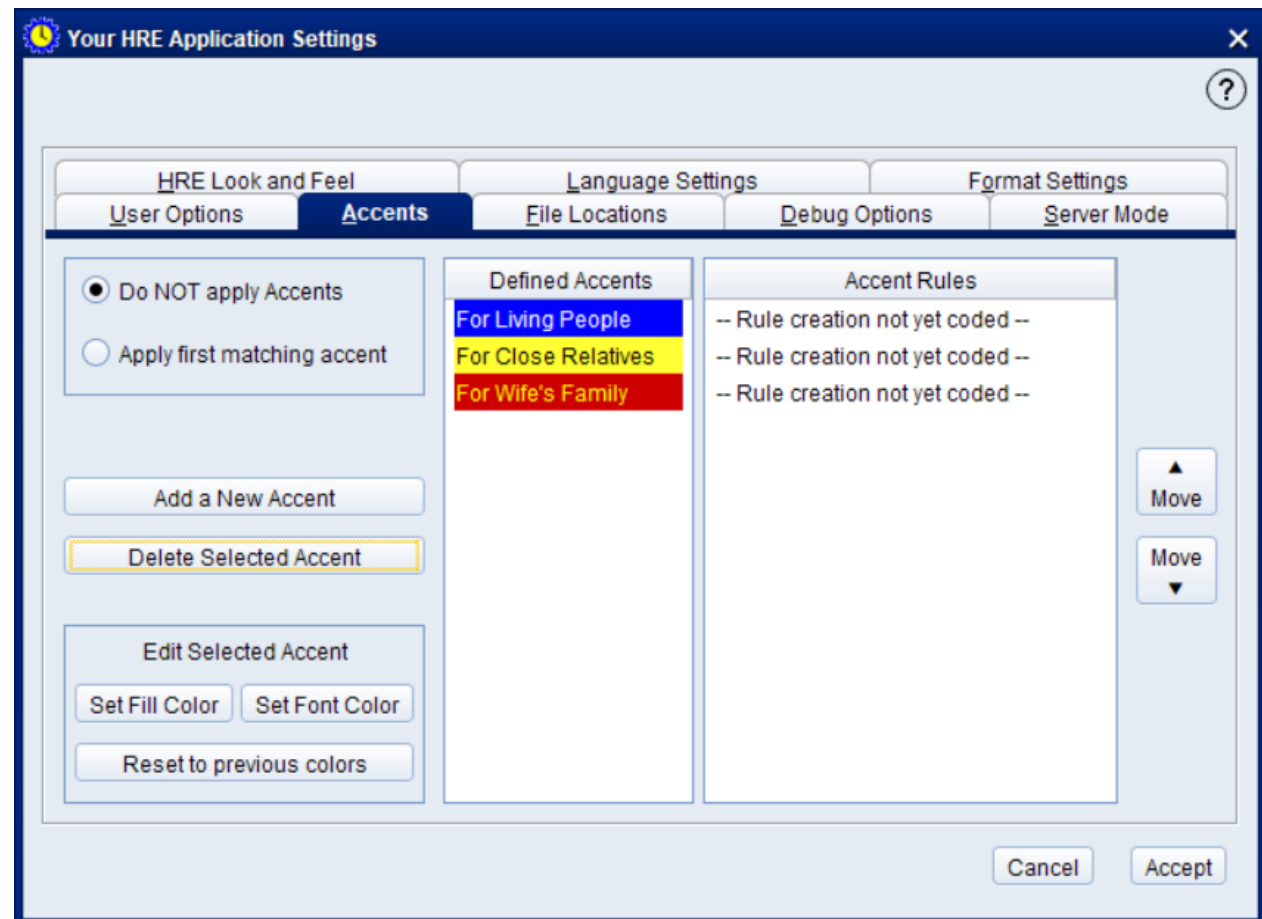 Your HRE Application Settings
?
HRE Look and Feel
Language Settings
Format Settings
User Options
Accents
File Locations
Debug Options
Server Mode
Do NOT apply Accents
Apply first matching accent
Add a New Accent
Delete Selected Accent
Edit Selected Accent
Set Fill Color
Set Font Color
Reset to previous colors
Defined Accents
For Living People
For Close Relatives
For Wife's Family
Accent Rules
-- Rule creation not yet coded --
-- Rule creation not yet coded --
-- Rule creation not yet coded --
Move
Move
Cancel
Accept